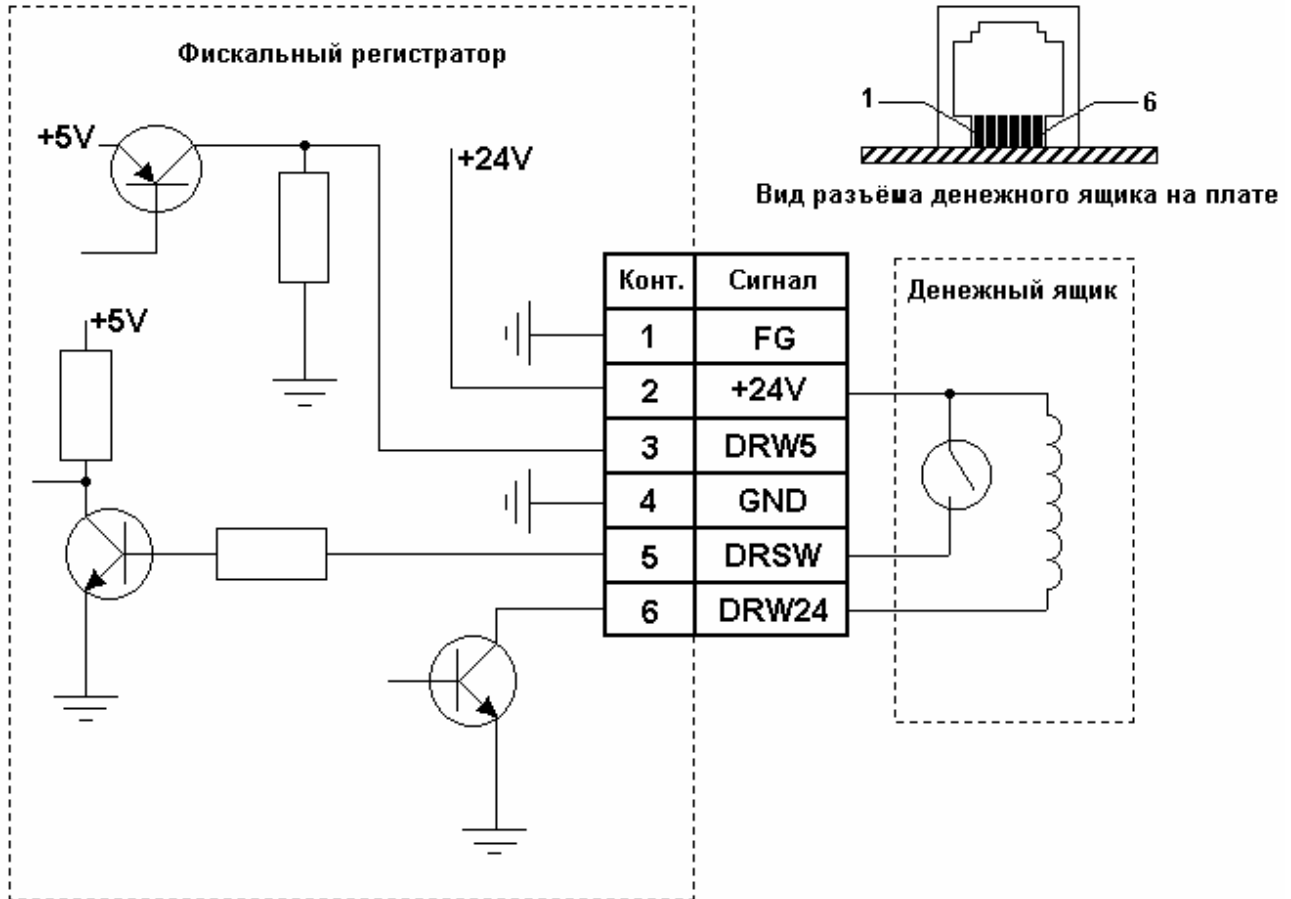 Фискальный регистратор
+5V
+24V
+5V
1
6
Вид разъёма денежного ящика на плате
Конт. Сигнал
1 FG
2 +24V
3 DRW5
4 GND
5 DRSW
6 DRW24
Денежный ящик